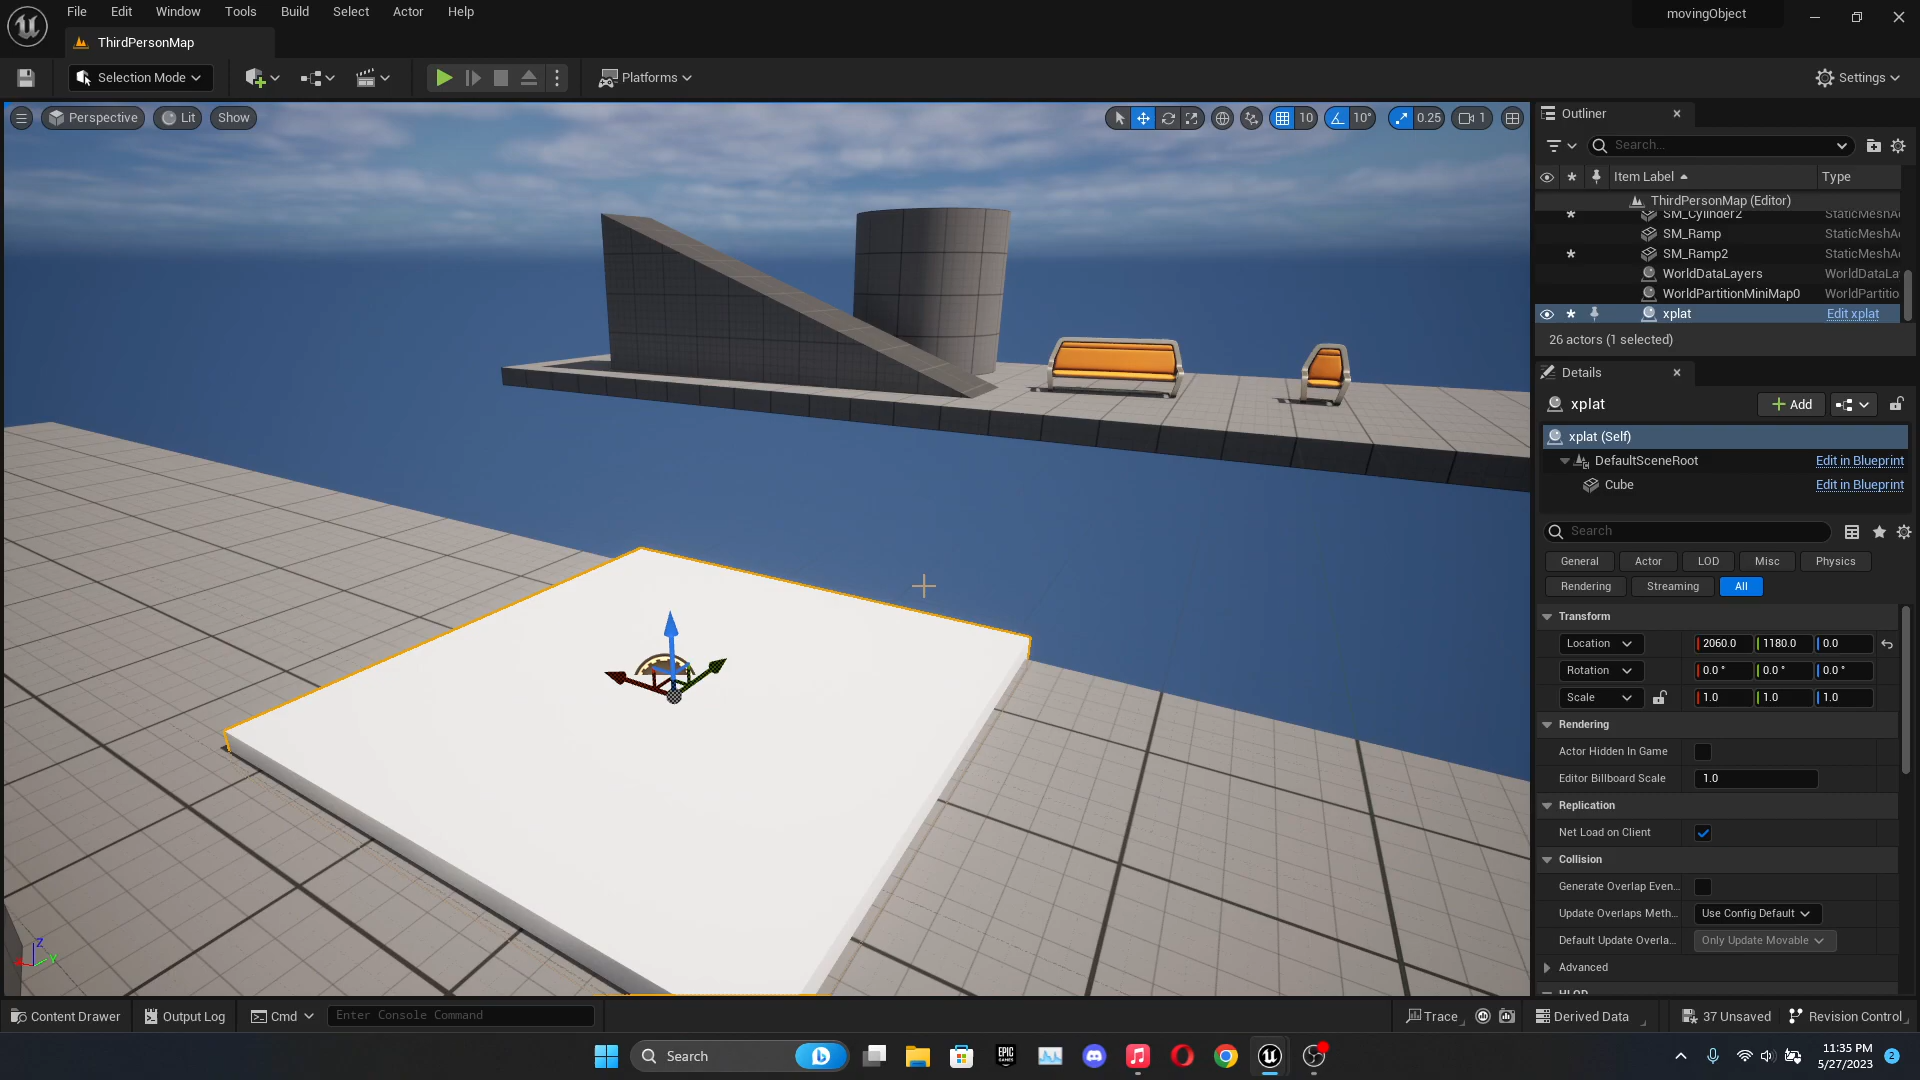 File Edit Window Tools Build Select Actor Help
movingObject
ThirdPersonMap
Selection Mode
Platforms
Settings
Perspective Lit Show
10 10° 0.25 1
Outliner
Search...
Item Label Type
ThirdPersonMap (Editor)
SM_Cylinder2 StaticMeshA
SM_Ramp StaticMeshA
SM_Ramp2 StaticMeshA
WorldDataLayers WorldDataLa
WorldPartitionMiniMap0 WorldPartitio
xplat Edit xplat
26 actors (1 selected)
Details
xplat Add
xplat (Self)
DefaultSceneRoot Edit in Blueprint
Cube Edit in Blueprint
Search
General Actor LOD Misc Physics
Rendering Streaming All
Transform
Location 2060.0 1180.0 0.0
Rotation 0.0° 0.0° 0.0°
Scale 1.0 1.0 1.0
Rendering
Actor Hidden In Game
Editor Billboard Scale 1.0
Replication
Net Load on Client
Collision
Generate Overlap Even...
Update Overlaps Meth... Use Config Default
Default Update Overla... Only Update Movable
Advanced
HLOD
Z
X Y
Content Drawer Output Log Cmd Enter Console Command
Trace Derived Data 37 Unsaved Revision Control
Search
EPIC GAMES
11:35 PM
5/27/2023
2